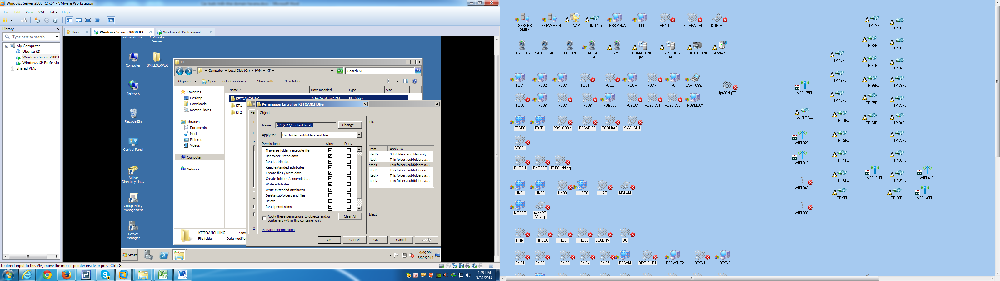 Windows Server 2008 R2 x64 - VMware Workstation
File Edit View VM Tabs Help
Library
Type here to search
My Computer
Ubuntu (2)
Windows Server 2008 F
Windows XP Professio
Shared VMs
Home
Windows Server 2008 R2 ...
Windows XP Professional
administrator
OsMonitor
Server
Computer
SMILESERVER
Network
Recycle Bin
Control Panel
Active
Directory Us...
Group Policy
Management
Server
Manager
KT
Computer
Local Disk (C:)
HVN
KT
Search KT
Organize
Open
Include in library
Share with
New folder
Favorites
Desktop
Downloads
Recent Places
Libraries
Documents
Music
Pictures
Videos
Computer
Network
Name
Date modified
Type
Size
KETOANCHUNG
3/30/2014 4:42 PM
File folder
KT1
KT2
KETOANCHUNG
Stat
File folder
Date modifie
Permission Entry for KETOANCHUNG
Object
Name:
kt1 (kt1@hvntest.local)
Change...
Apply to:
This folder, subfolders and files
Permissions:
Allow
Deny
Traverse folder / execute file
List folder / read data
Read attributes
Read extended attributes
Create files / write data
Create folders / append data
Write attributes
Write extended attributes
Delete subfolders and files
Delete
Read permissions
Apply these permissions to objects and/or
containers within this container only
Clear All
Managing permissions
OK
Cancel
Pe
edit.
From
Apply To
rited>
Subfolders and files only
rited>
This folder, subfolders a...
rited>
This folder, subfolders a...
rited>
This folder, subfolders a...
rited>
This folder, subfolders a...
rited>
This folder, subfolders a...
bject
OK
Cancel
Apply
Start
4:49 PM
3/30/2014
To direct input to this VM, move the mouse pointer inside or press Ctrl+G.
4:49 PM
3/30/2014
SERVER
SMILE
SERVERHVN
QNAP
QNO 1.5
PBX-PANA
LCD
HP450
TANPHAT-PC
DGM-PC
SANH TRAI
SAU LE TAN
LE TAN
DAU GHI
LETAN
CAM BV
CHAM CONG
(KS)
CHAM CONG
(DA)
PHOTO TANG
9
Android TV
FO01
FO02
FO03
FO04
FOCO
FOOP
FODM
FOM
LAP TUYET
Hp400N (FO)
FO05
FO06
FO07
FO08
FOBC02
FOBC01
PUBLIC01
PUBLIC02
PUBLIC03
FBSEC
FB2FL
POSLOBBY
POSSPICE
POOLBAR
SKYLIGHT
SEC01
ENGCH
ENGSEC
HP-PC (chiller)
HK01
HK02
HK03
HKSEC
HKAE
MSLAM
KITSEC
Acer-PC
(VINH)
HRM
HRSEC
HRO01
HRO02
SECBRA
QC
SM01
SM02
SM03
SM04
SM05
RESVM
RESVSUP1
RESVSUP2
RESV1
RESV2
WIFI 05FL
WIFI T3&4
WIFI 02FL
WIFI 01FL
WIFI 04FL
WIFI 03FL
TP 17FL
TP 16FL
TP 15FL
TP 14FL
TP 12FL
TP 11FL
TP 10FL
TP 9FL
TP 29FL
TP 28FL
TP 27FL
TP 26FL
TP 25FL
TP 24FL
WIFI 21FL
TP 39FL
TP 38FL
TP 37FL
TP 36FL
TP 35FL
TP 34FL
TP 33FL
TP 32FL
TP 31FL
TP 30FL
WIFI 41FL
WIFI 40FL